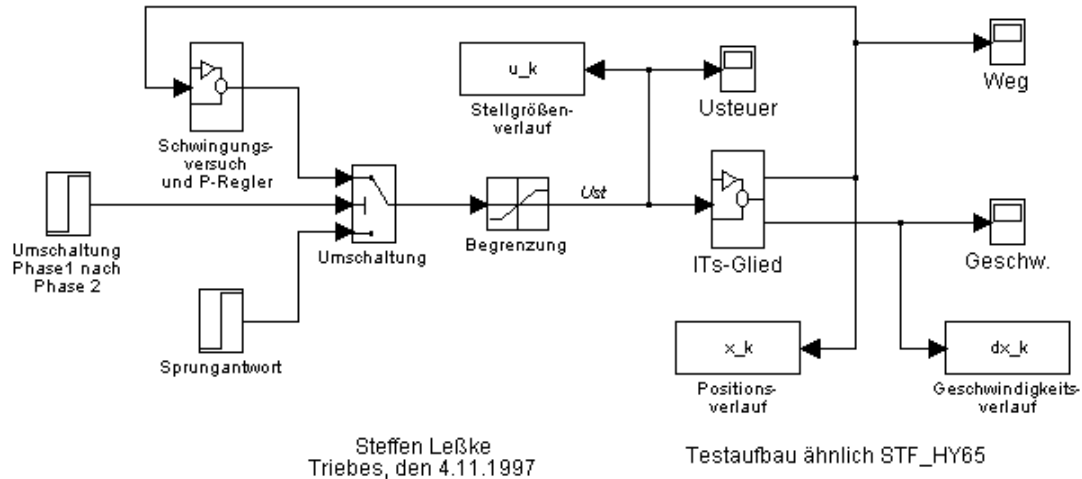 Weg
u_k
Stellgrößen-
verlauf
Usteuer
Schwingungs-
versuch
und P-Regler
Umschaltung
Phase1 nach
Phase 2
Umschaltung
Begrenzung
Ust
ITs-Glied
Geschw.
Sprungantwort
x_k
Positions-
verlauf
dx_k
Geschwindigkeits-
verlauf
Steffen Leßke
Triebes, den 4.11.1997
Testaufbau ähnlich STF_HY65